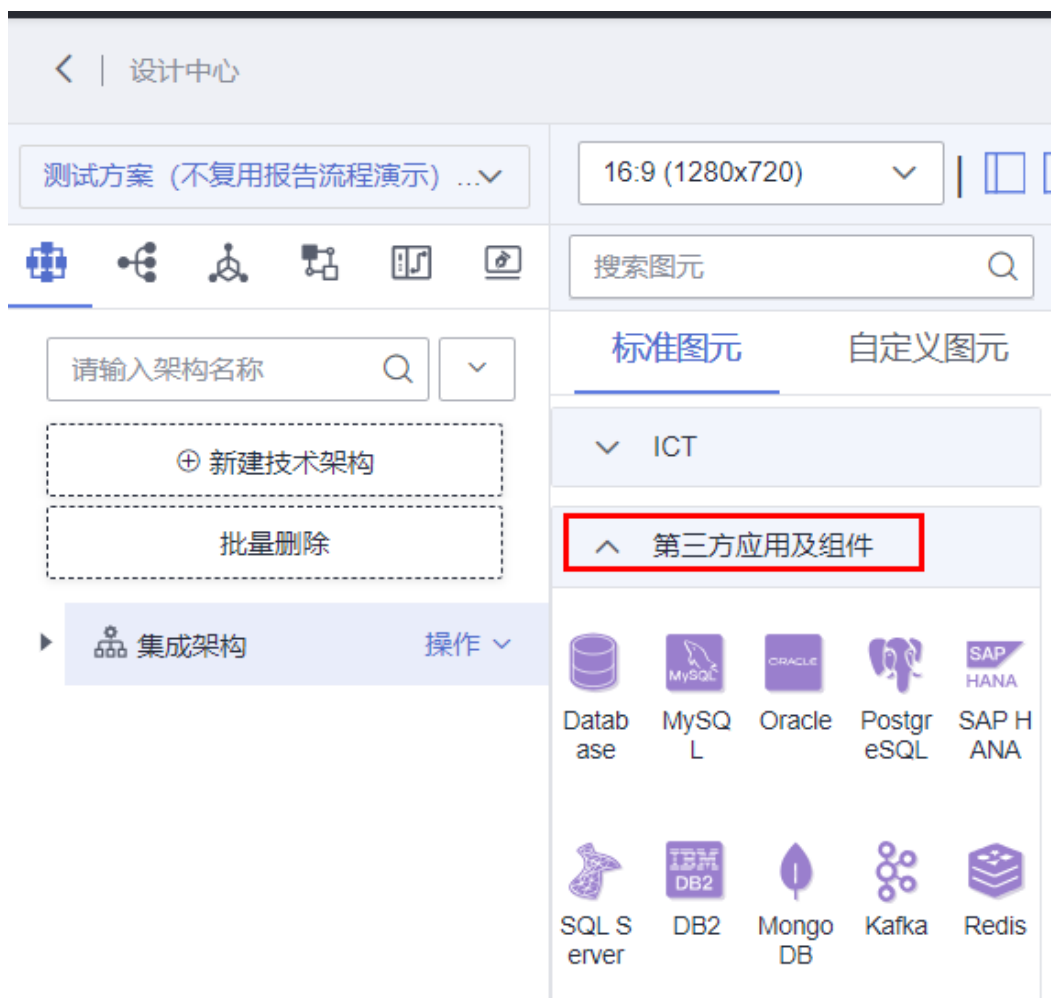 设计中心
测试方案（不复用报告流程演示）...
16:9 (1280x720)
搜索图元
标准图元
自定义图元
请输入架构名称
ICT
新建技术架构
批量删除
第三方应用及组件
集成架构
操作
MySQL
ORACLE
SAP
HANA
Datab
ase
MySQ
L
Oracle
Postgr
eSQL
SAP H
ANA
IBM
DB2
SQL S
erver
DB2
Mongo
DB
Kafka
Redis